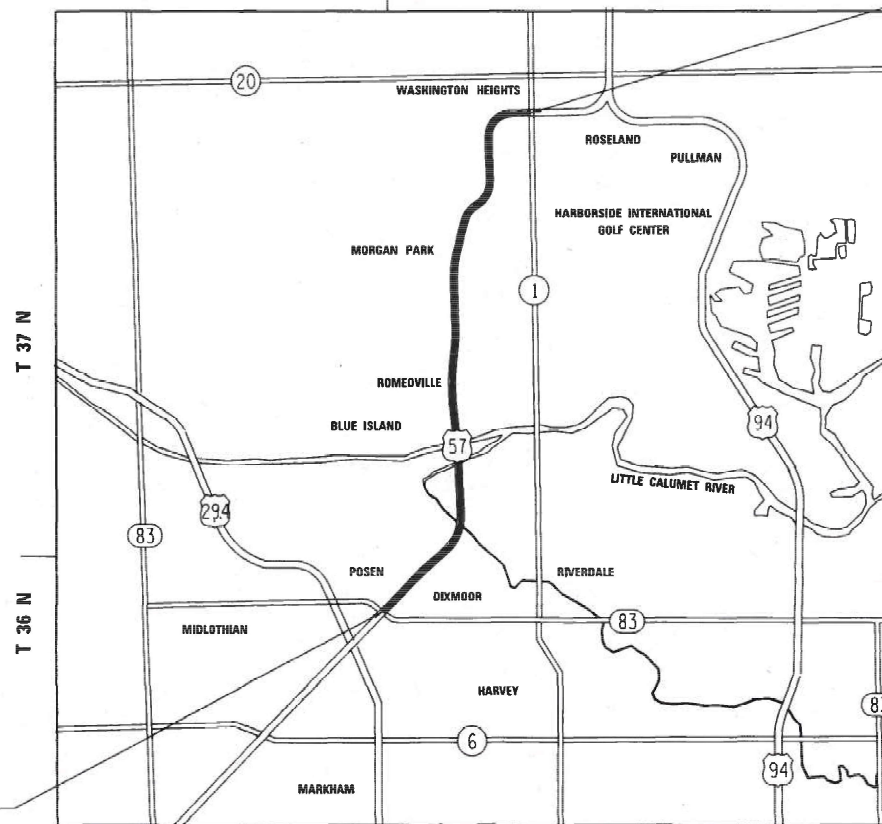 20
WASHINGTON HEIGHTS
ROSELAND
PULLMAN
HARBORSIDE INTERNATIONAL
GOLF CENTER
MORGAN PARK
1
T 37 N
ROMEOVILLE
BLUE ISLAND
57
94
LITTLE CALUMET RIVER
294
83
POSEN
RIVERDALE
DIXMOOR
T 36 N
MIDLOTHIAN
83
HARVEY
6
94
MARKHAM